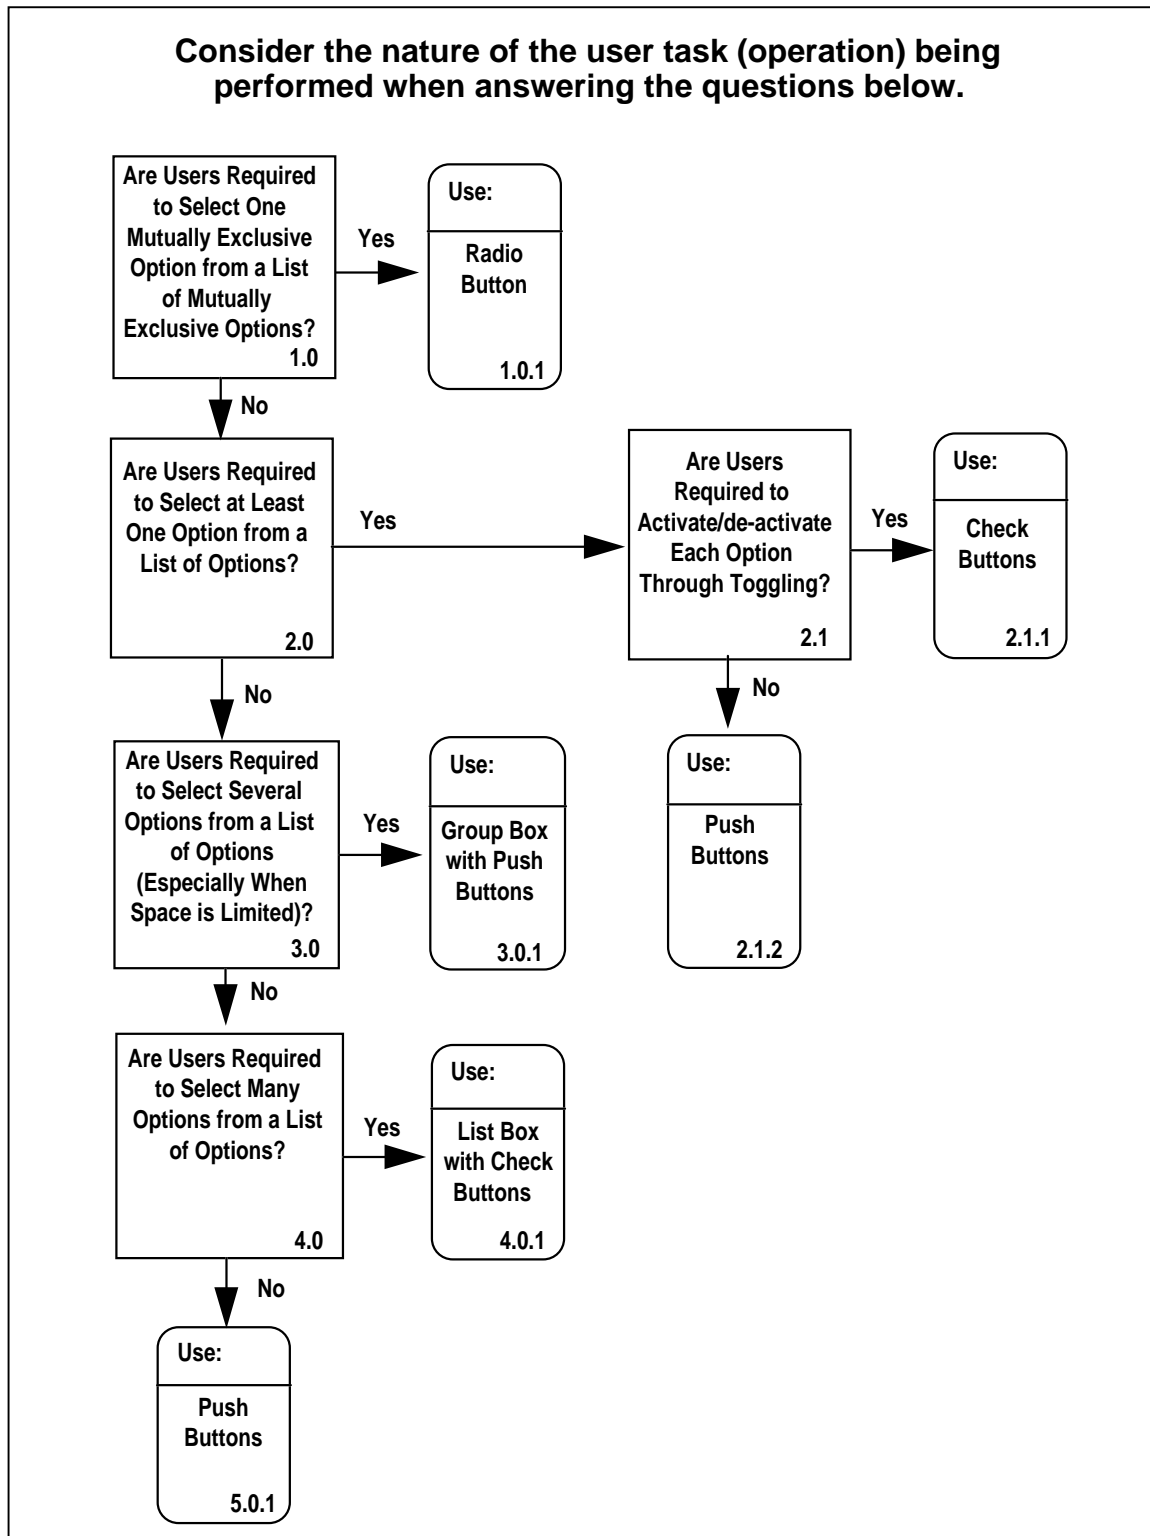 Consider the nature of the user task (operation) being
performed when answering the questions below.
Are Users Required
to Select One
Mutually Exclusive
Option from a List
of Mutually
Exclusive Options?
1.0
Yes
Use:
Radio
Button
1.0.1
No
Are Users Required
to Select at Least
One Option from a
List of Options?
2.0
Yes
Are Users
Required to
Activate/de-activate
Each Option
Through Toggling?
2.1
Yes
Use:
Check
Buttons
2.1.1
No
Use:
Push
Buttons
2.1.2
No
Are Users Required
to Select Several
Options from a List
of Options
(Especially When
Space is Limited)?
3.0
Yes
Use:
Group Box
with Push
Buttons
3.0.1
No
Are Users Required
to Select Many
Options from a List
of Options?
4.0
Yes
Use:
List Box
with Check
Buttons
4.0.1
No
Use:
Push
Buttons
5.0.1